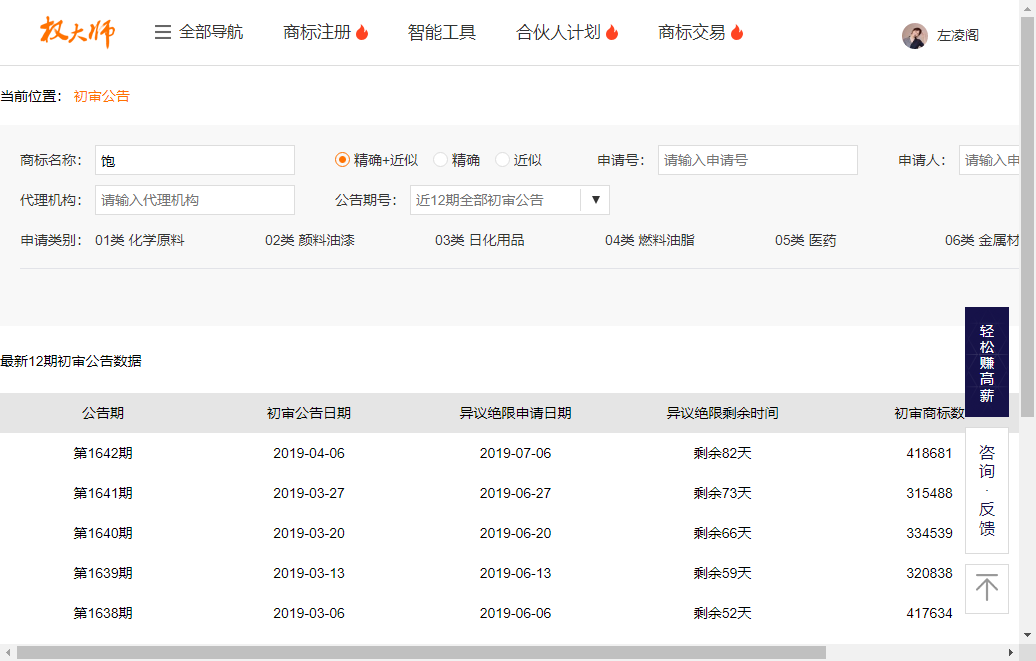 权大师 全部导航 商标注册 智能工具 合伙人计划 商标交易 左凌阁
当前位置： 初审公告
商标名称： 饱 精确+近似 精确 近似 申请号： 请输入申请号 申请人： 请输入申
代理机构： 请输入代理机构 公告期号： 近12期全部初审公告
申请类别： 01类 化学原料 02类 颜料油漆 03类 日化用品 04类 燃料油脂 05类 医药 06类 金属材
轻松赚高薪
最新12期初审公告数据
公告期 初审公告日期 异议绝限申请日期 异议绝限剩余时间 初审商标数
第1642期 2019-04-06 2019-07-06 剩余82天 418681
第1641期 2019-03-27 2019-06-27 剩余73天 315488
第1640期 2019-03-20 2019-06-20 剩余66天 334539
第1639期 2019-03-13 2019-06-13 剩余59天 320838
第1638期 2019-03-06 2019-06-06 剩余52天 417634
咨询·反馈